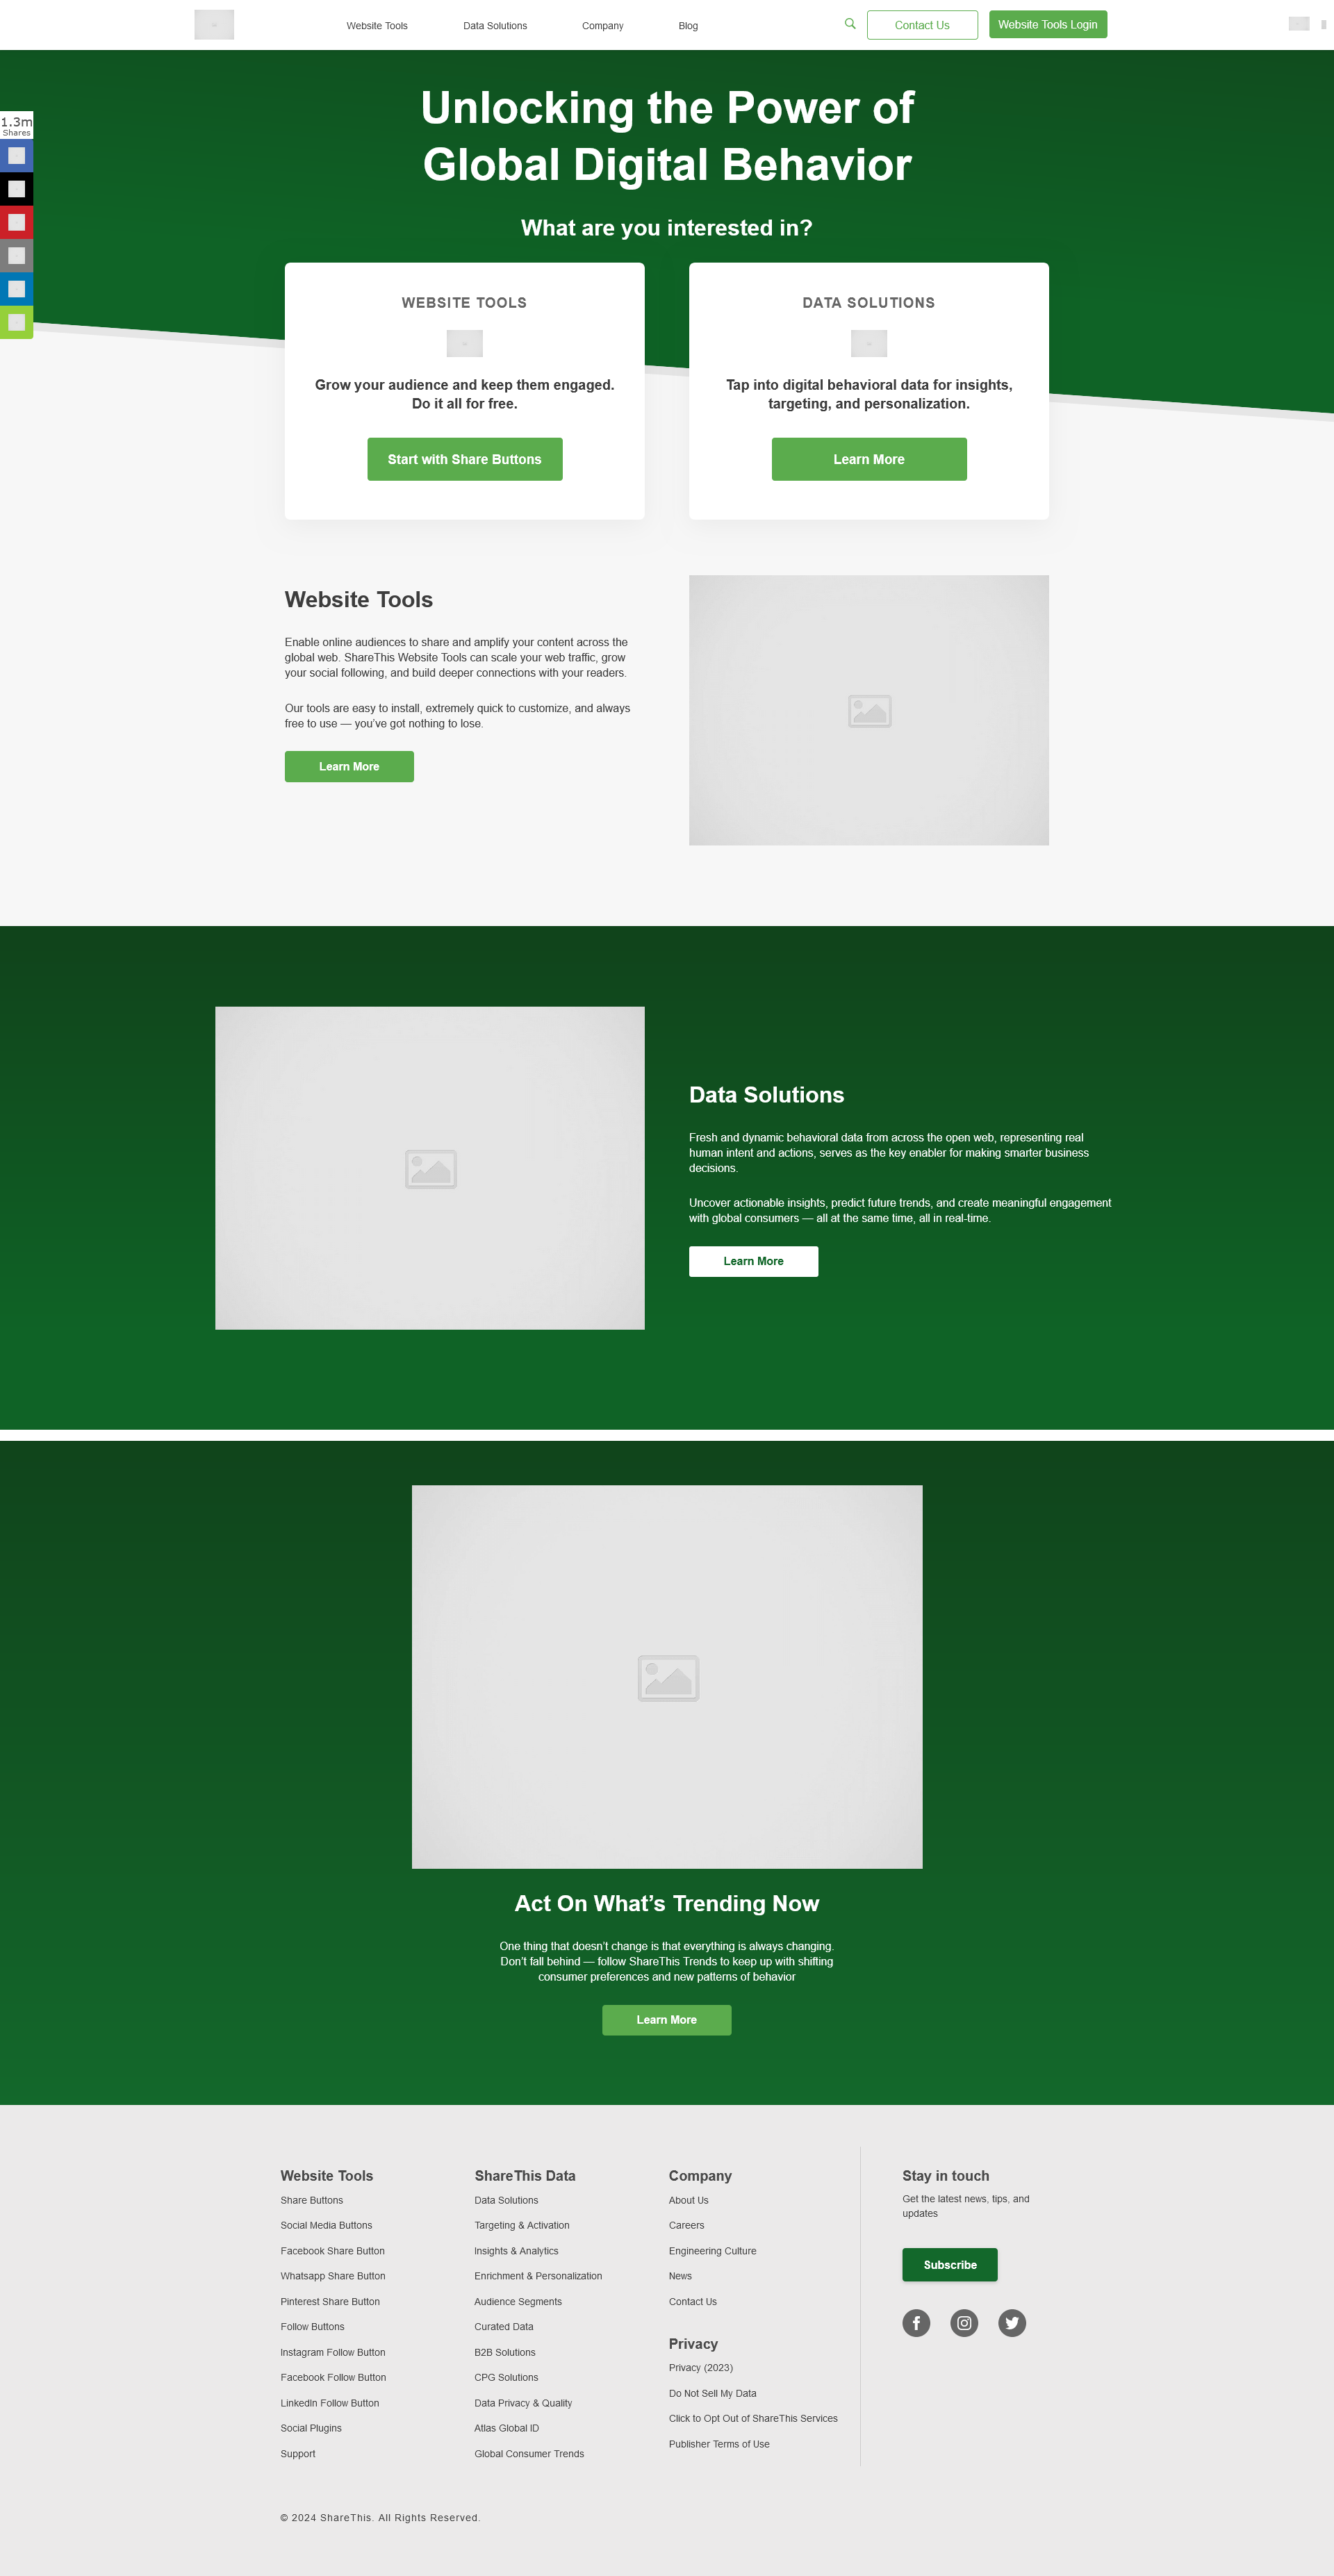 Website Tools
Data Solutions
Company
Blog
Contact Us
Website Tools Login
1.3m
Shares
Unlocking the Power of
Global Digital Behavior
What are you interested in?
WEBSITE TOOLS
Grow your audience and keep them engaged.
Do it all for free.
Start with Share Buttons
DATA SOLUTIONS
Tap into digital behavioral data for insights,
targeting, and personalization.
Learn More
Website Tools
Enable online audiences to share and amplify your content across the
global web. ShareThis Website Tools can scale your web traffic, grow
your social following, and build deeper connections with your readers.
Our tools are easy to install, extremely quick to customize, and always
free to use — you’ve got nothing to lose.
Learn More
Data Solutions
Fresh and dynamic behavioral data from across the open web, representing real
human intent and actions, serves as the key enabler for making smarter business
decisions.
Uncover actionable insights, predict future trends, and create meaningful engagement
with global consumers — all at the same time, all in real-time.
Learn More
Act On What’s Trending Now
One thing that doesn’t change is that everything is always changing.
Don’t fall behind — follow ShareThis Trends to keep up with shifting
consumer preferences and new patterns of behavior
Learn More
Website Tools
Share Buttons
Social Media Buttons
Facebook Share Button
Whatsapp Share Button
Pinterest Share Button
Follow Buttons
Instagram Follow Button
Facebook Follow Button
LinkedIn Follow Button
Social Plugins
Support
ShareThis Data
Data Solutions
Targeting & Activation
Insights & Analytics
Enrichment & Personalization
Audience Segments
Curated Data
B2B Solutions
CPG Solutions
Data Privacy & Quality
Atlas Global ID
Global Consumer Trends
Company
About Us
Careers
Engineering Culture
News
Contact Us
Privacy
Privacy (2023)
Do Not Sell My Data
Click to Opt Out of ShareThis Services
Publisher Terms of Use
Stay in touch
Get the latest news, tips, and
updates
Subscribe
© 2024 ShareThis. All Rights Reserved.